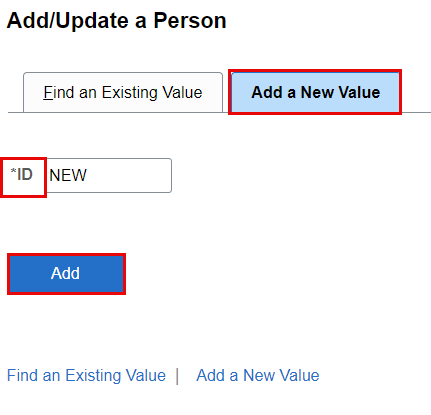 Add/Update a Person
Find an Existing Value Add a New Value
*ID NEW
Add
Find an Existing Value | Add a New Value